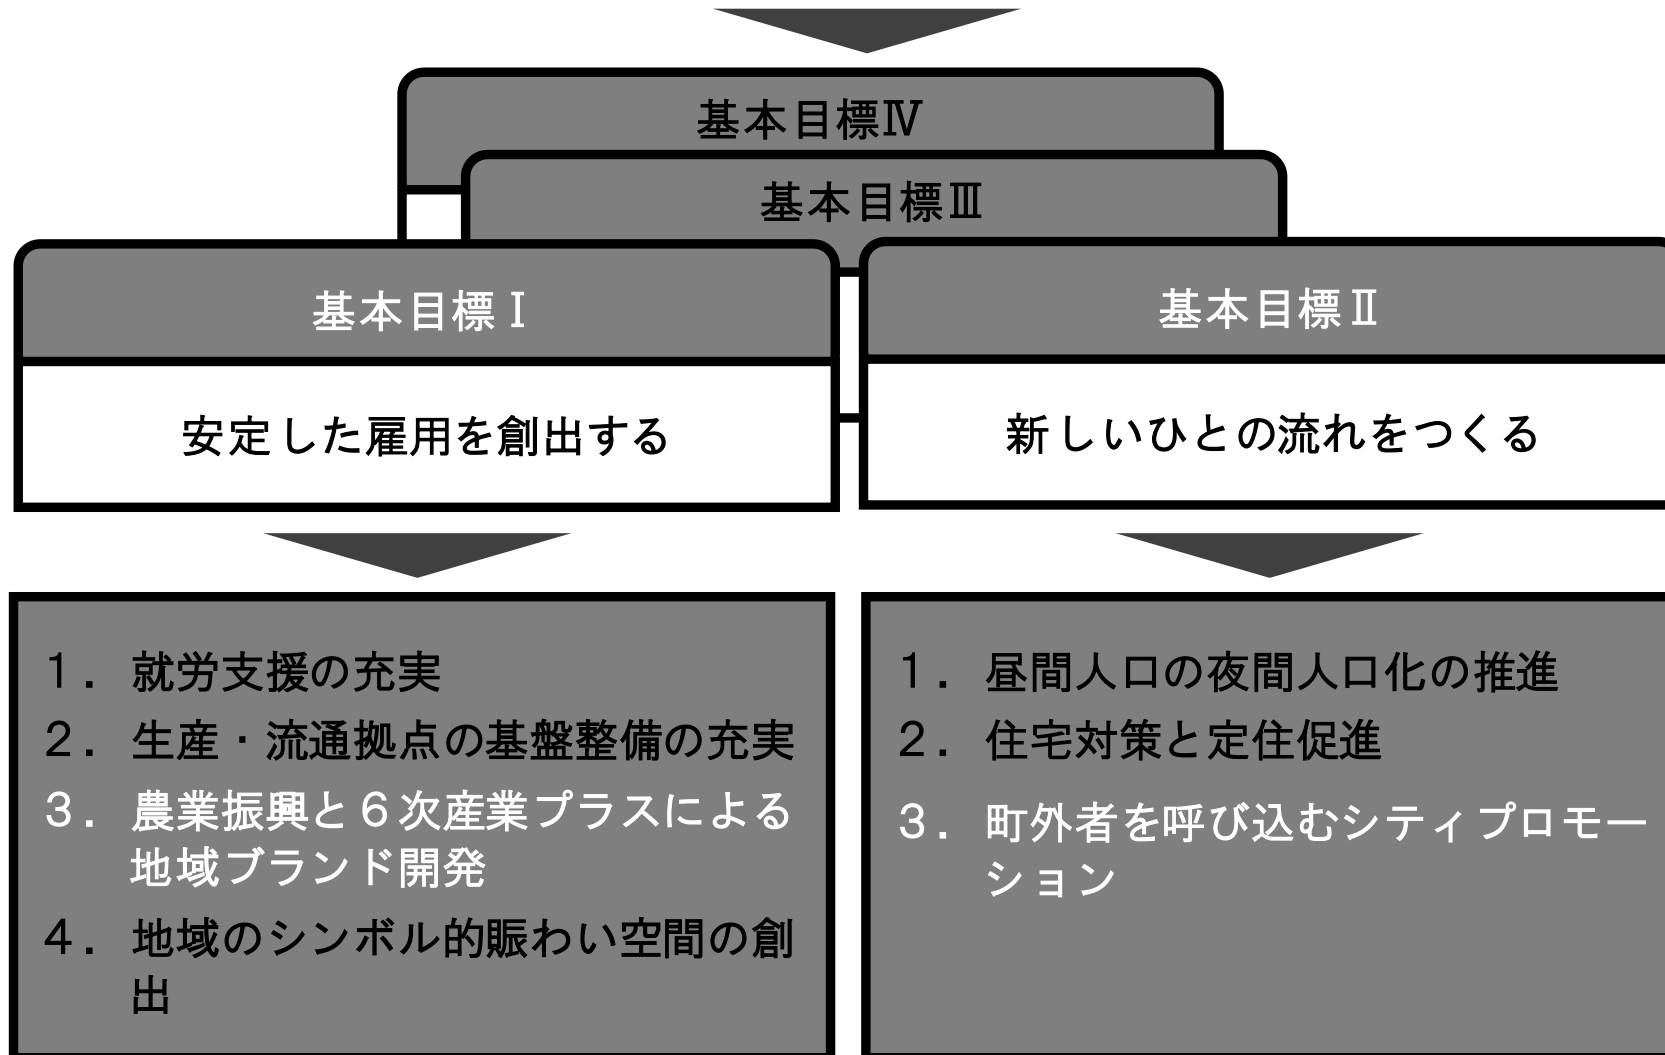 基本目標Ⅳ
基本目標Ⅲ
基本目標Ⅰ
安定した雇用を創出する
基本目標Ⅱ
新しいひとの流れをつくる
１．就労支援の充実
２．生産・流通拠点の基盤整備の充実
３．農業振興と６次産業プラスによる
地域ブランド開発
４．地域のシンボル的賑わい空間の創
出
１．昼間人口の夜間人口化の推進
２．住宅対策と定住促進
３．町外者を呼び込むシティプロモー
ション